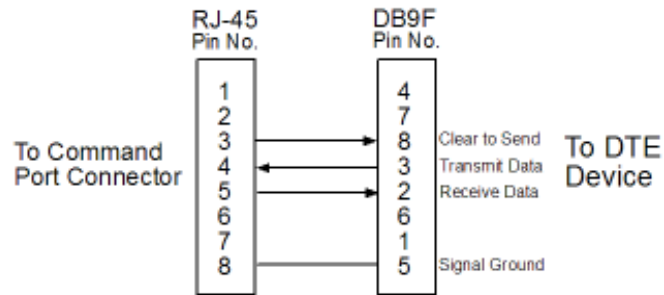 RJ-45 DB9F
Pin No. Pin No.
1 4
2 7
3 8 Clear to Send
4 3 Transmit Data
5 2 Receive Data
6 6
7 1
8 5 Signal Ground
To Command
Port Connector
To DTE
Device